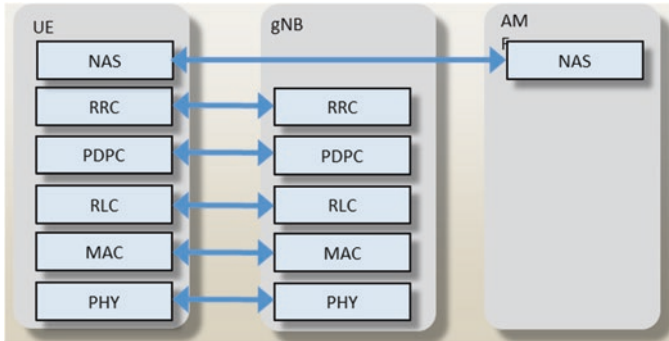 UE
gNB
AM
F
NAS
NAS
RRC
RRC
PDPC
PDPC
RLC
RLC
MAC
MAC
PHY
PHY